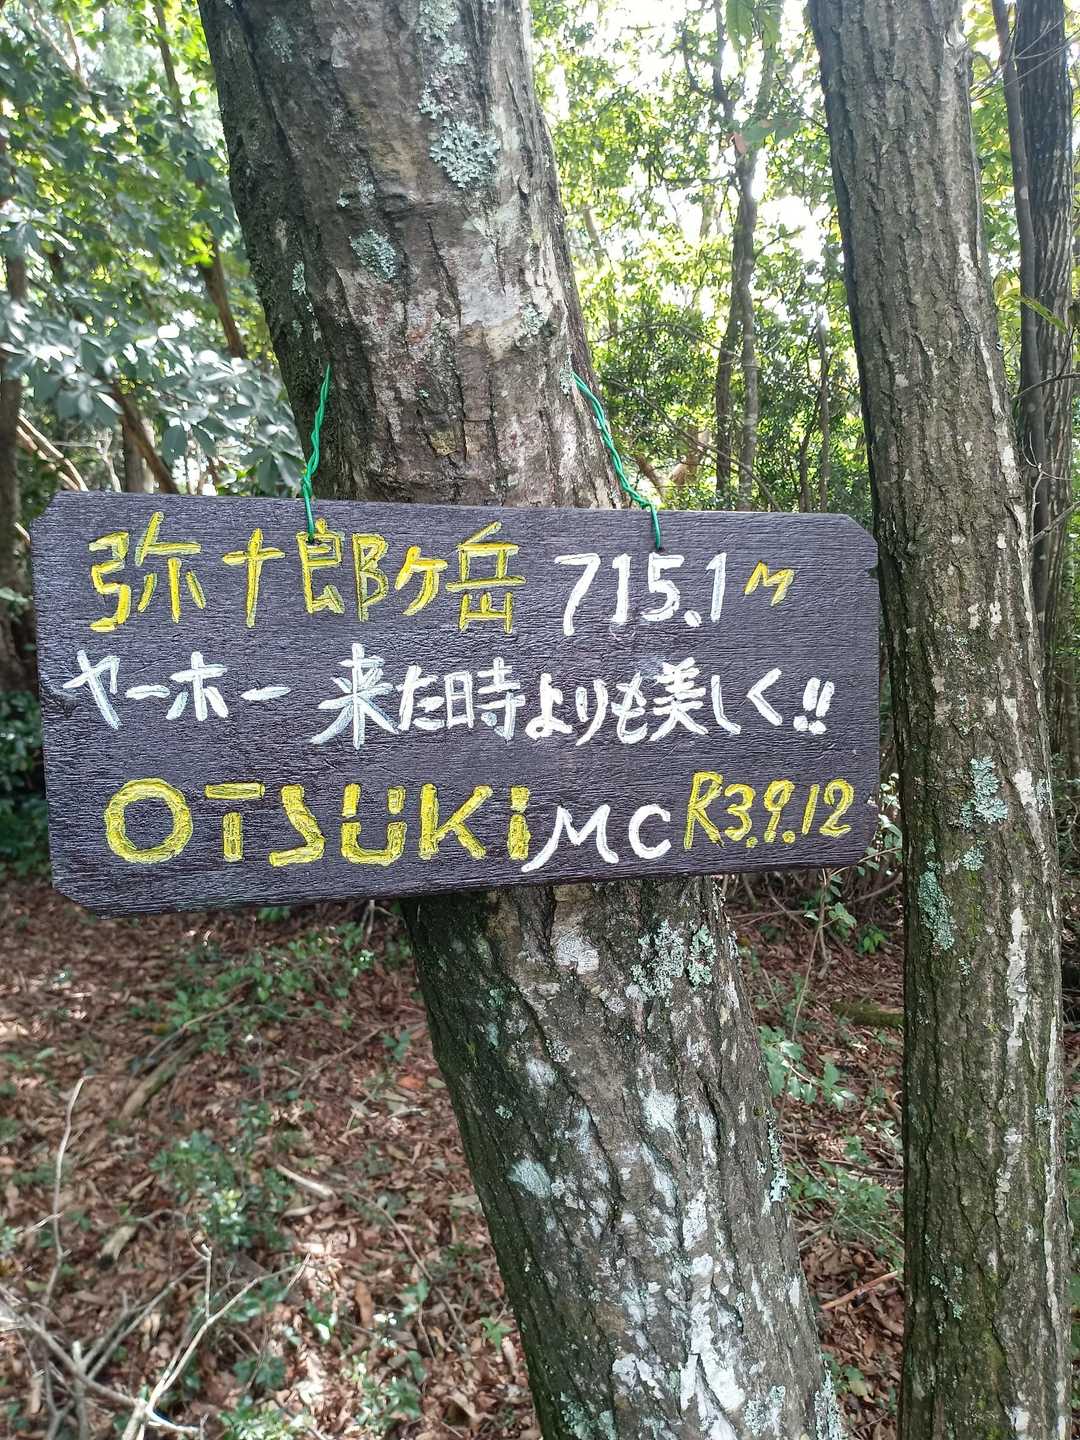 弥十郎ヶ岳 715.1M
ヤーホー 来た時よりも美しく!!
OTSUKi MC R3.9.12